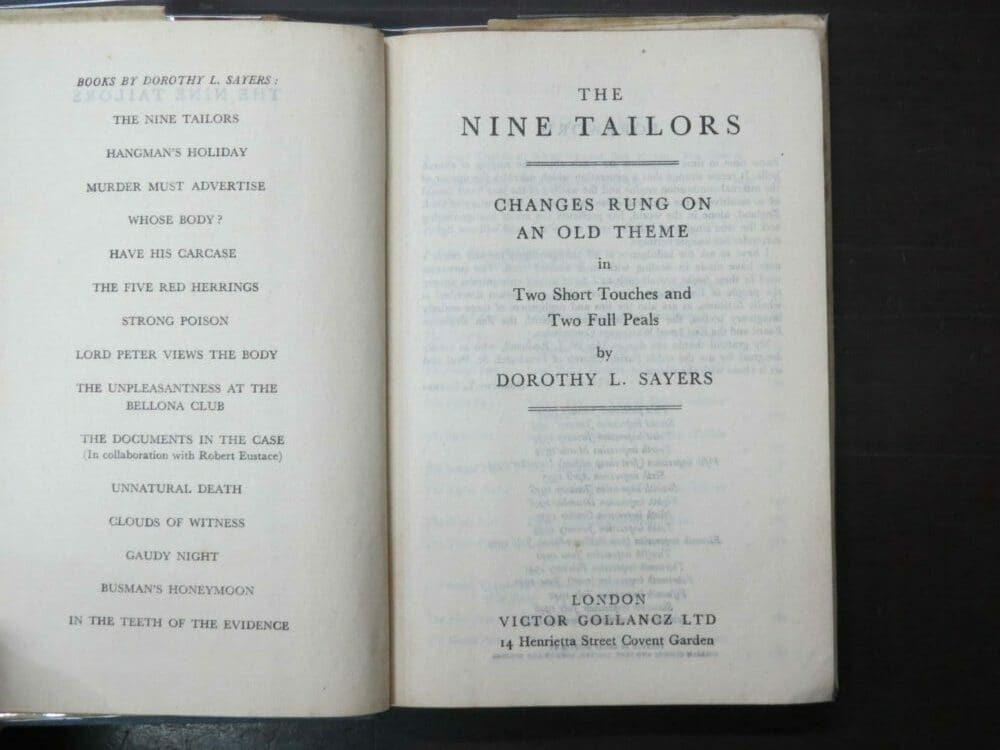 BOOKS BY DOROTHY L. SAYERS:
THE NINE TAILORS
HANGMAN'S HOLIDAY
MURDER MUST ADVERTISE
WHOSE BODY?
HAVE HIS CARCASE
THE FIVE RED HERRINGS
STRONG POISON
LORD PETER VIEWS THE BODY
THE UNPLEASANTNESS AT THE
BELLONA CLUB
THE DOCUMENTS IN THE CASE
(In collaboration with Robert Eustace)
UNNATURAL DEATH
CLOUDS OF WITNESS
GAUDY NIGHT
BUSMAN'S HONEYMOON
IN THE TEETH OF THE EVIDENCE
THE
NINE TAILORS
CHANGES RUNG ON
AN OLD THEME
in
Two Short Touches and
Two Full Peals
by
DOROTHY L. SAYERS
LONDON
VICTOR GOLLANCZ LTD
14 Henrietta Street Covent Garden